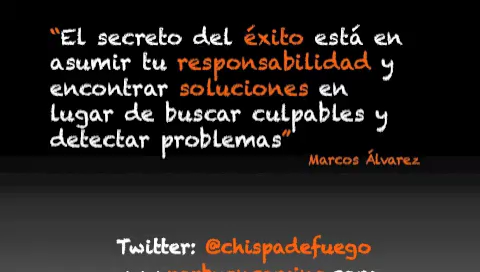 “El secreto del éxito está en
asumir tu responsabilidad y
encontrar soluciones en
lugar de buscar culpables y
detectar problemas”
Marcos Álvarez
Twitter: @chispadefuego